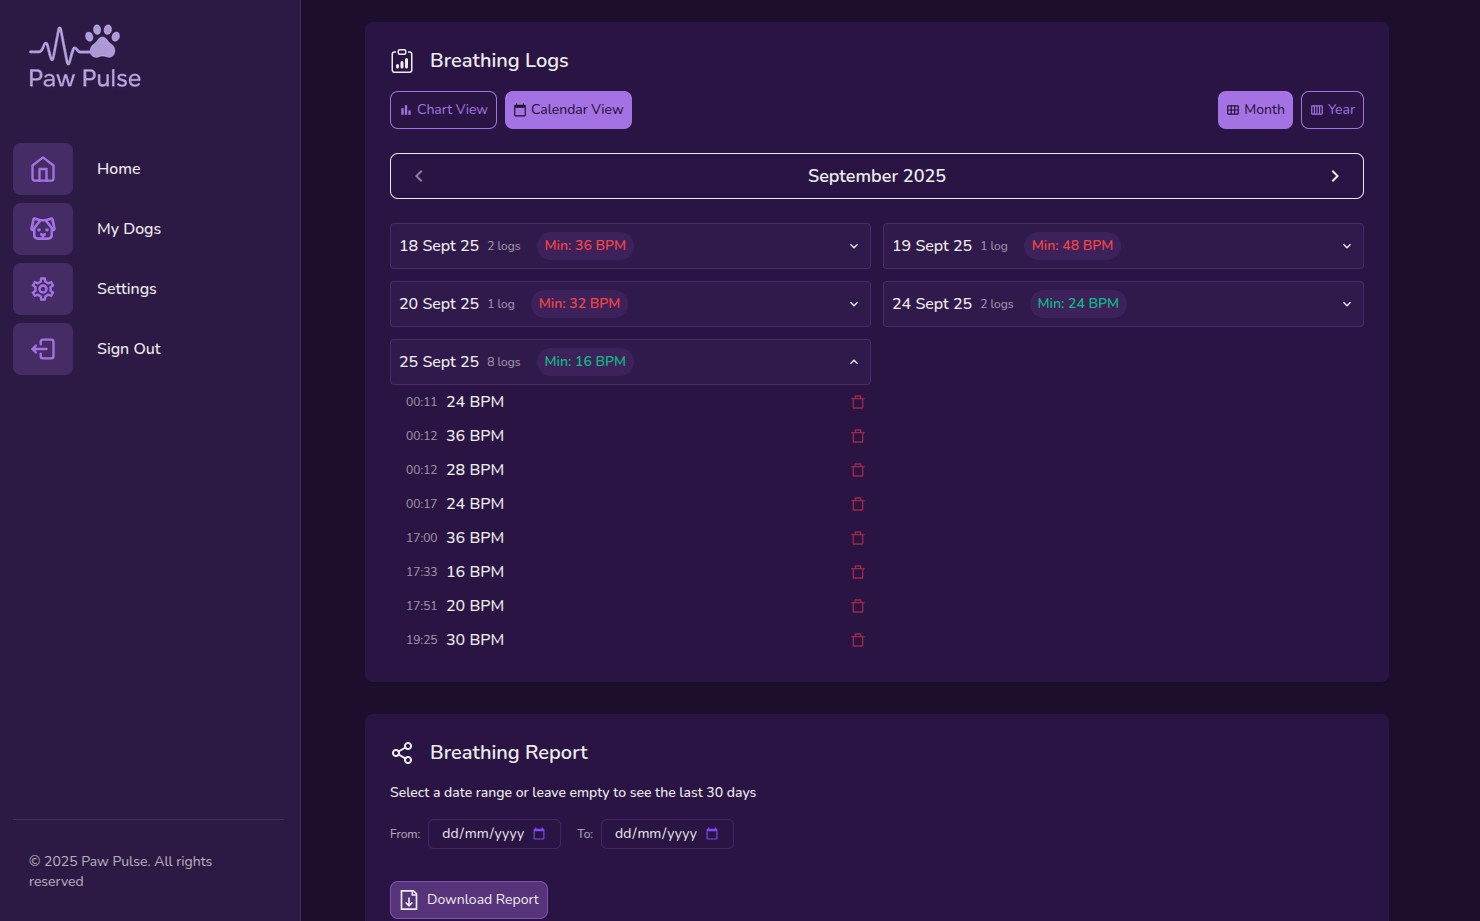 Paw Pulse
Home
My Dogs
Settings
Sign Out
© 2025 Paw Pulse. All rights
reserved
Breathing Logs
Chart View Calendar View Month Year
September 2025
18 Sept 25 2 logs Min: 36 BPM
19 Sept 25 1 log Min: 48 BPM
20 Sept 25 1 log Min: 32 BPM
24 Sept 25 2 logs Min: 24 BPM
25 Sept 25 8 logs Min: 16 BPM
00:11 24 BPM
00:12 36 BPM
00:12 28 BPM
00:17 24 BPM
17:00 36 BPM
17:33 16 BPM
17:51 20 BPM
19:25 30 BPM
Breathing Report
Select a date range or leave empty to see the last 30 days
From: dd/mm/yyyy To: dd/mm/yyyy
Download Report